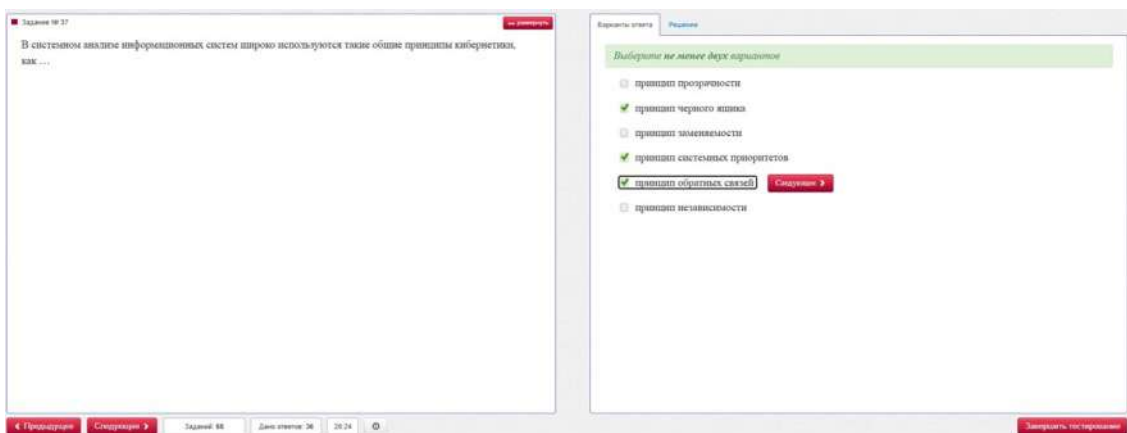 Задание № 37
развернуть
В системном анализе информационных систем широко используются такие общие принципы кибернетики,
как …
Варианты ответа
Решение
Выберите не менее двух вариантов
принцип прозрачности
принцип черного ящика
принцип заменяемости
принцип системных приоритетов
принцип обратных связей
Следующее
принцип независимости
Предыдущее
Следующее
Заданий:
Дано ответов: 36
Завершить тестирование